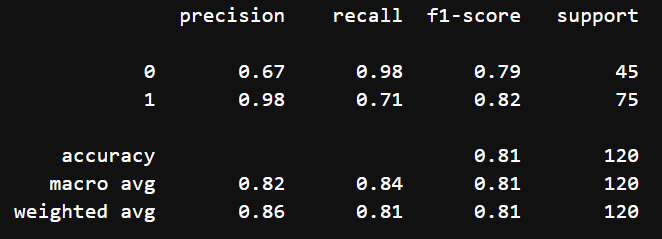 precision recall f1-score support
0 0.67 0.98 0.79 45
1 0.98 0.71 0.82 75
accuracy 0.81 120
macro avg 0.82 0.84 0.81 120
weighted avg 0.86 0.81 0.81 120